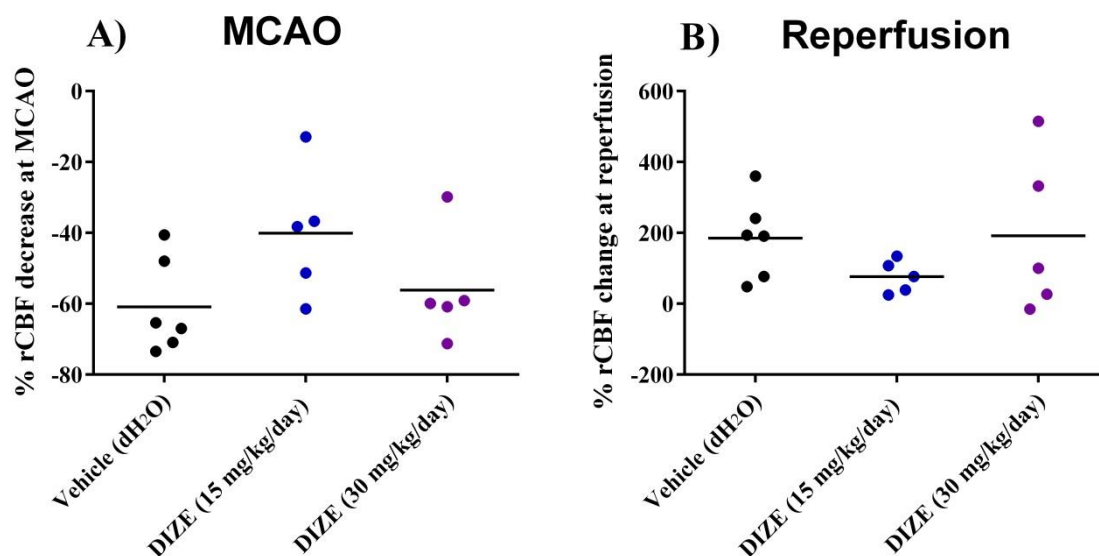 A) MCAO
% rCBF decrease at MCAO
0
-20
-40
-60
-80
Vehicle (dH2O)
DIZE (15 mg/kg/day)
DIZE (30 mg/kg/day)
B) Reperfusion
% rCBF change at reperfusion
600
400
200
0
-200
Vehicle (dH2O)
DIZE (15 mg/kg/day)
DIZE (30 mg/kg/day)